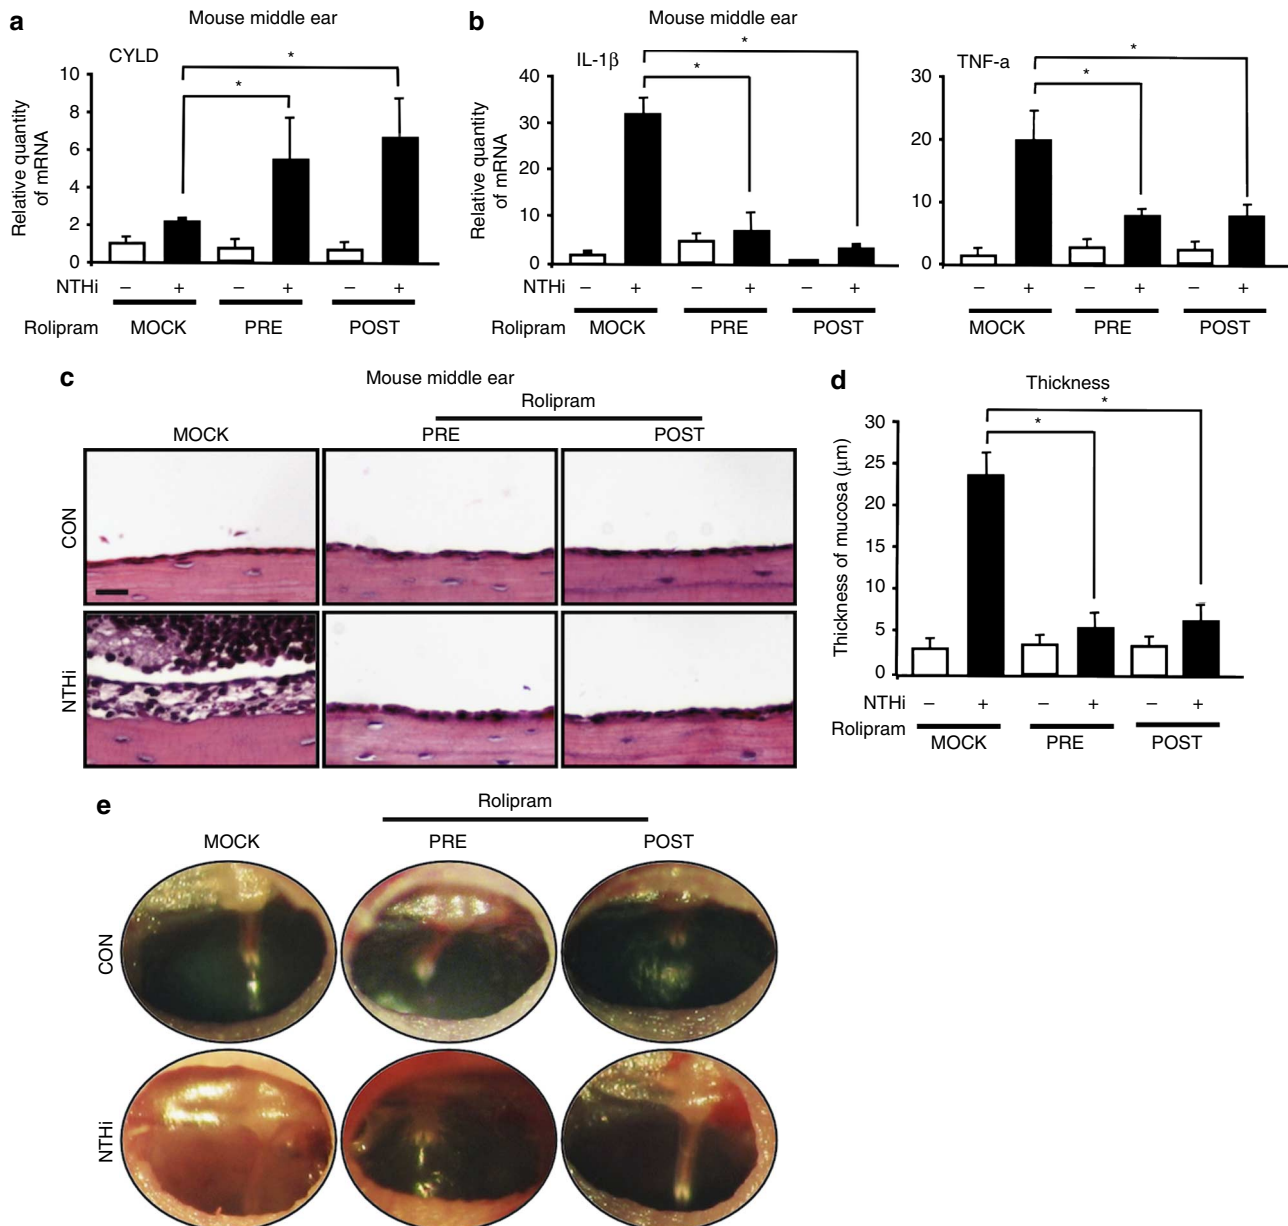 a
Mouse middle ear
CYLD
*
*
Relative quantity
of mRNA
10
8
6
4
2
0
NTHi – + – + – +
Rolipram MOCK PRE POST
b
Mouse middle ear
IL-1β
*
*
Relative quantity
of mRNA
40
30
20
10
0
NTHi – + – + – +
Rolipram MOCK PRE POST
TNF-a
*
*
30
20
10
0
– + – + – +
MOCK PRE POST
c
Mouse middle ear
Rolipram
MOCK PRE POST
CON
NTHi
d
Thickness
*
*
Thickness of mucosa (μm)
30
25
20
15
10
5
0
NTHi – + – + – +
Rolipram MOCK PRE POST
e
Rolipram
MOCK PRE POST
CON
NTHi